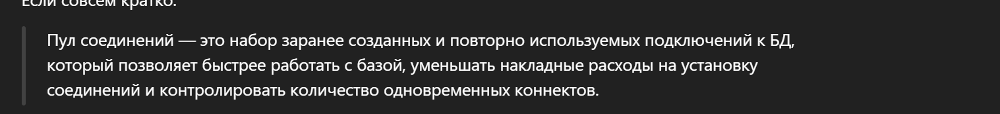 Если совсем кратко:
Пул соединений — это набор заранее созданных и повторно используемых подключений к БД,
который позволяет быстрее работать с базой, уменьшать накладные расходы на установку
соединений и контролировать количество одновременных коннектов.